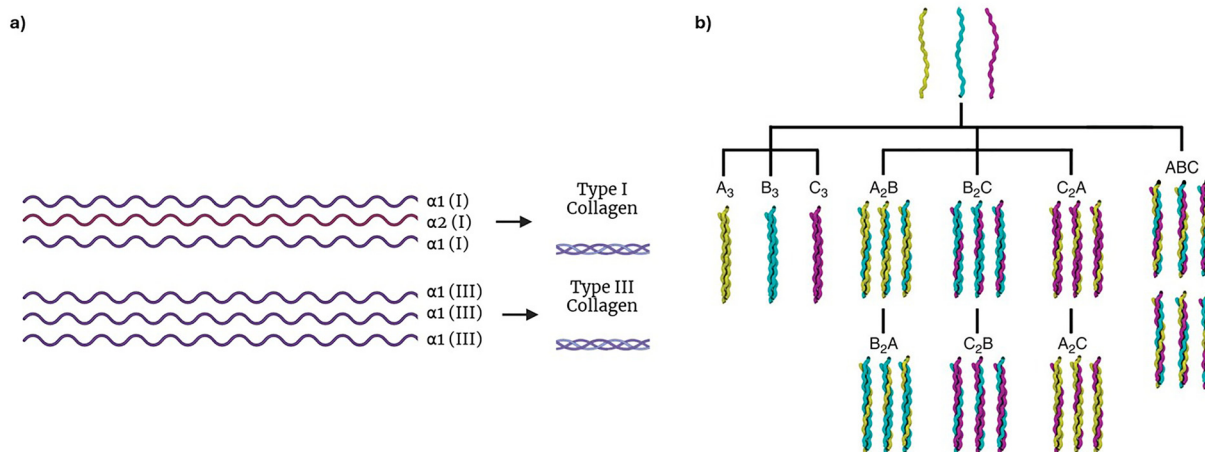 a)
α1 (I)
α2 (I)
α1 (I)
Type I
Collagen
α1 (III)
α1 (III)
α1 (III)
Type III
Collagen
b)
A₃
B₃
C₃
A₂B
B₂C
C₂A
ABC
B₂A
C₂B
A₂C